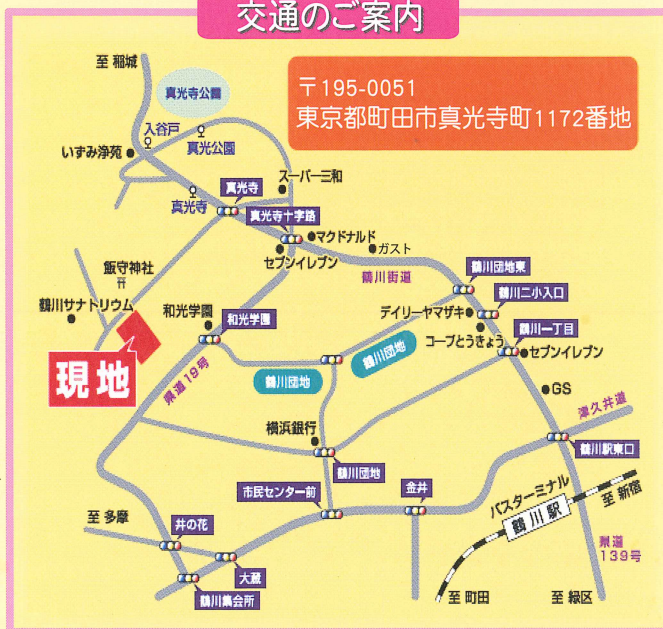 交通のご案内
〒195-0051
東京都町田市真光寺町1172番地
至 稲城
真光寺公園
入谷戸
真光公園
いずみ浄苑
スーパー三和
真光寺
真光寺
真光寺十字路
マクドナルド
ガスト
セブンイレブン
鶴川街道
鶴川団地東
飯守神社
鶴川二小入口
鶴川サナトリウム
和光学園
和光学園
デイリーヤマザキ
鶴川一丁目
コープとうきょう
セブンイレブン
現地
県道19号
鶴川団地
鶴川団地
GS
津久井道
横浜銀行
鶴川駅東口
鶴川団地
市民センター前
金井
バスターミナル
至 新宿
鶴川駅
至 多摩
井の花
県道
139号
大蔵
鶴川集会所
至 町田
至 緑区